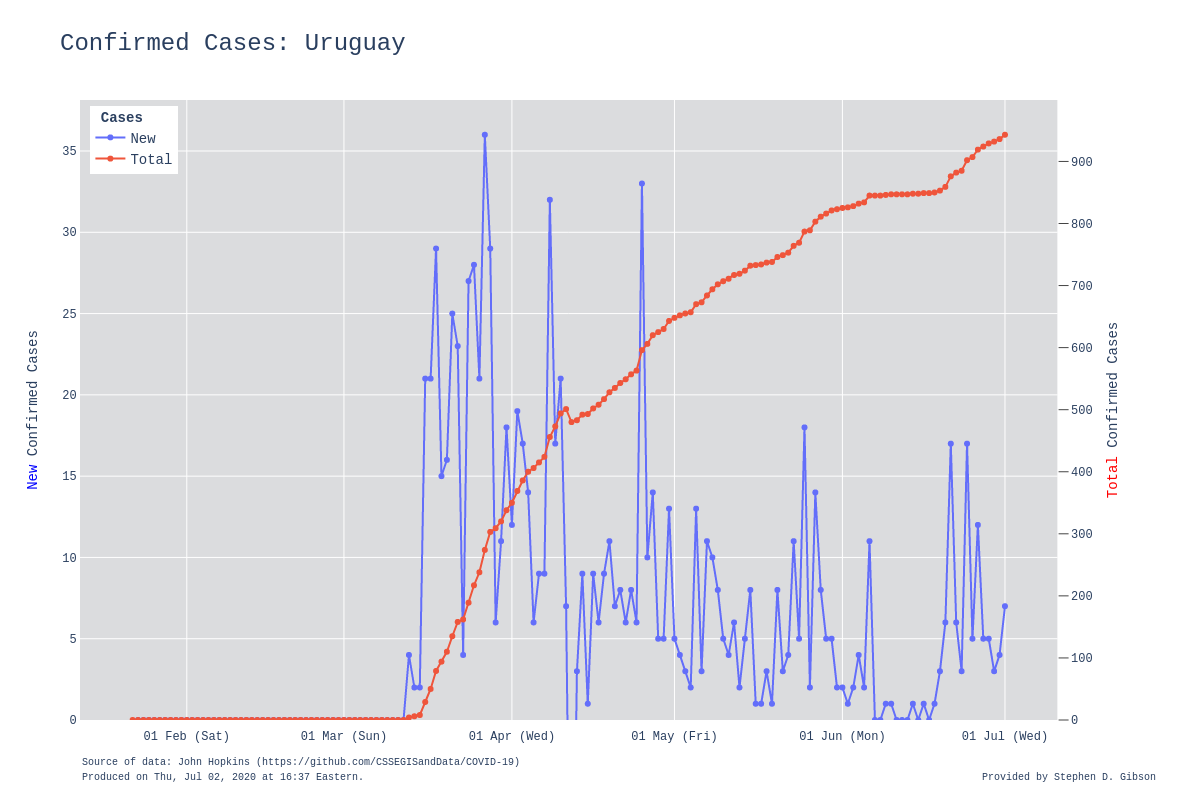 Confirmed Cases: Uruguay
Cases
New
Total
35
30
25
20
15
10
5
0
900
800
700
600
500
400
300
200
100
0
New Confirmed Cases
Total Confirmed Cases
01 Feb (Sat)
01 Mar (Sun)
01 Apr (Wed)
01 May (Fri)
01 Jun (Mon)
01 Jul (Wed)
Source of data: John Hopkins (https://github.com/CSSEGISandData/COVID-19)
Produced on Thu, Jul 02, 2020 at 16:37 Eastern.
Provided by Stephen D. Gibson